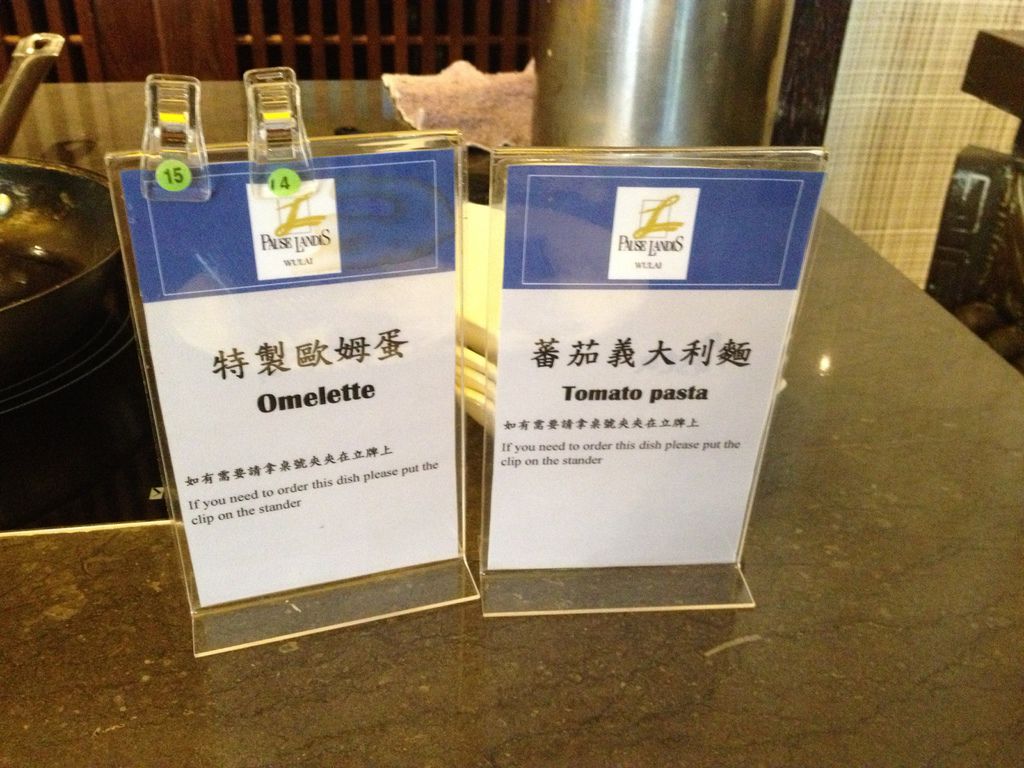 15
14
PAUSE LANDIS
WULAI
特製歐姆蛋
Omelette
如有需要請拿桌號夾夾在立牌上
If you need to order this dish please put the
clip on the stander
PAUSE LANDIS
WULAI
蕃茄義大利麵
Tomato pasta
如有需要請拿桌號夾夾在立牌上
If you need to order this dish please put the
clip on the stander